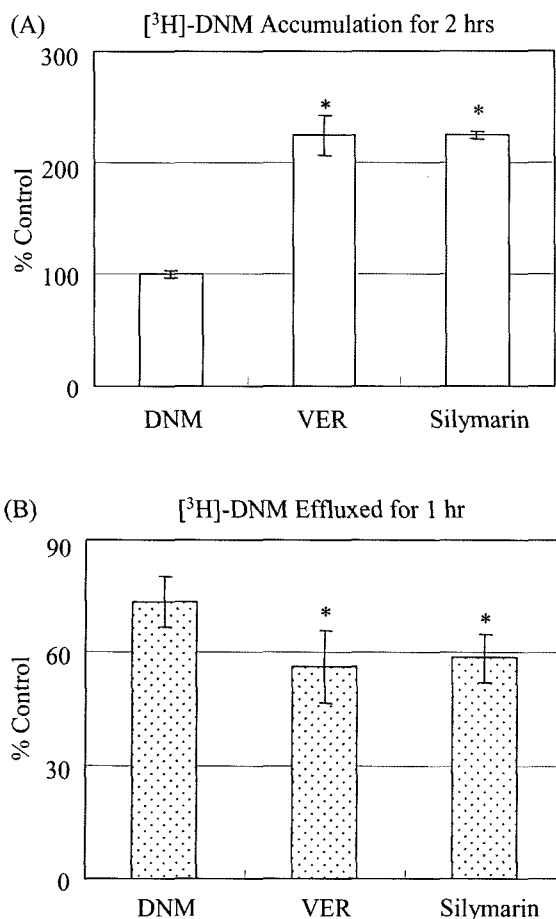 (A) [³H]-DNM Accumulation for 2 hrs
300
200
100
0
% Control
* *
DNM VER Silymarin
(B) [³H]-DNM Effluxed for 1 hr
90
60
30
0
% Control
* *
DNM VER Silymarin